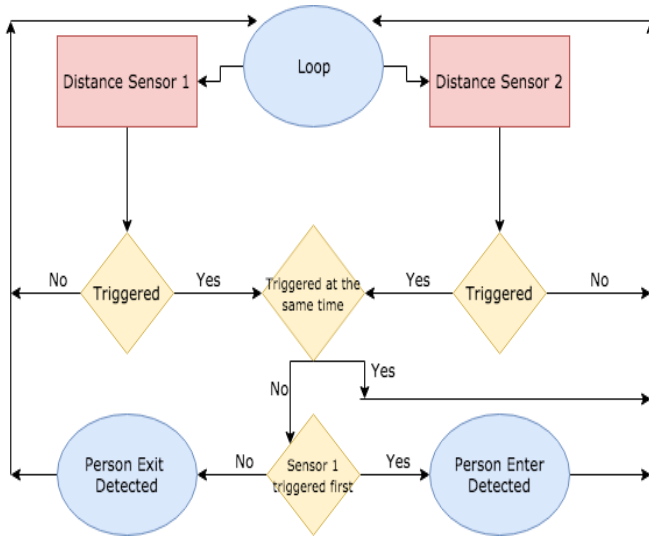 Loop
Distance Sensor 1
Distance Sensor 2
No
Triggered
Yes
Triggered at the
same time
Yes
Triggered
No
No
Yes
Person Exit
Detected
No
Sensor 1
triggered first
Yes
Person Enter
Detected